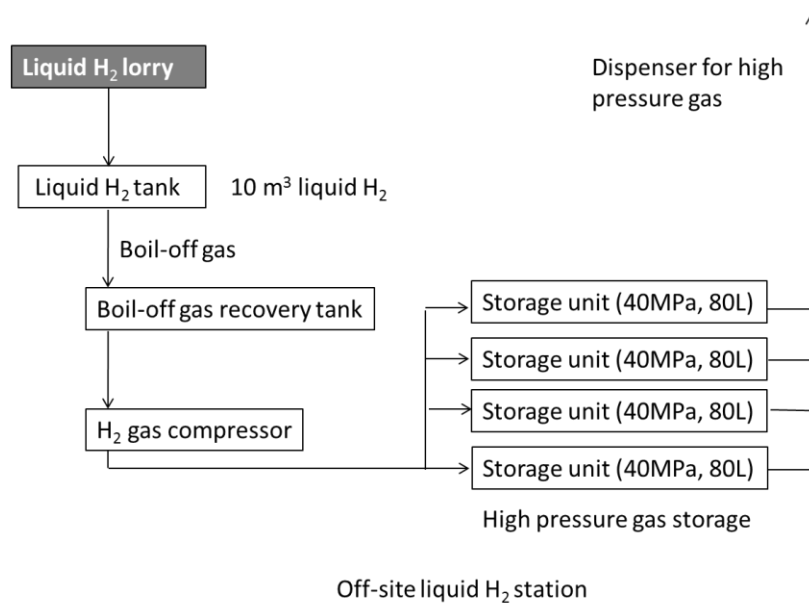 Liquid H₂ lorry
Dispenser for high
pressure gas
Liquid H₂ tank
10 m³ liquid H₂
Boil-off gas
Boil-off gas recovery tank
Storage unit (40MPa, 80L)
Storage unit (40MPa, 80L)
Storage unit (40MPa, 80L)
H₂ gas compressor
Storage unit (40MPa, 80L)
High pressure gas storage
Off-site liquid H₂ station